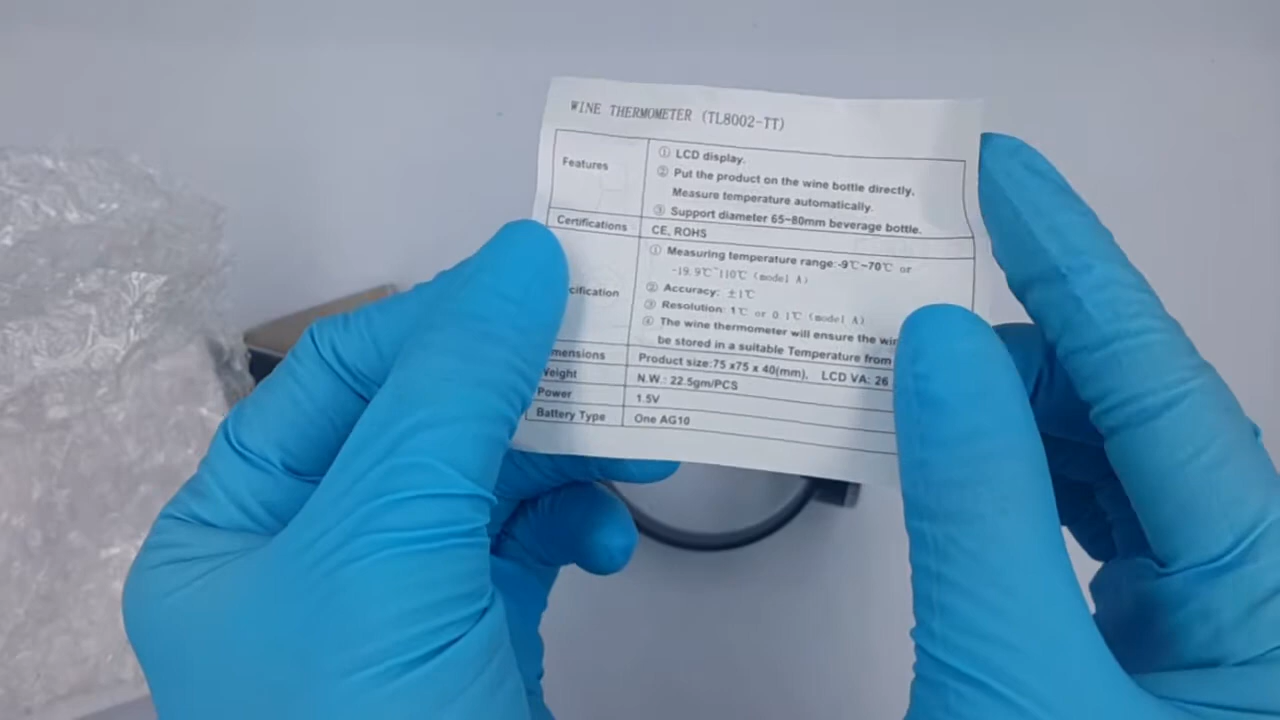 WINE THERMOMETER (TL8002-TT)
Features
① LCD display.
② Put the product on the wine bottle directly,
Measure temperature automatically.
③ Support diameter 65~80mm beverage bottle.
Certifications
CE, ROHS
cification
① Measuring temperature range:-9℃~70℃ or
-19.9℃~110℃ (model A)
② Accuracy: ±1℃
③ Resolution: 1℃ or 0.1℃ (model A)
④ The wine thermometer will ensure the
be stored in a suitable Temperature from
mensions
Product size:75 x75 x 40(mm), LCD VA: 26
Weight
N.W.: 22.5gm/PCS
Power
1.5V
Battery Type
One AG10